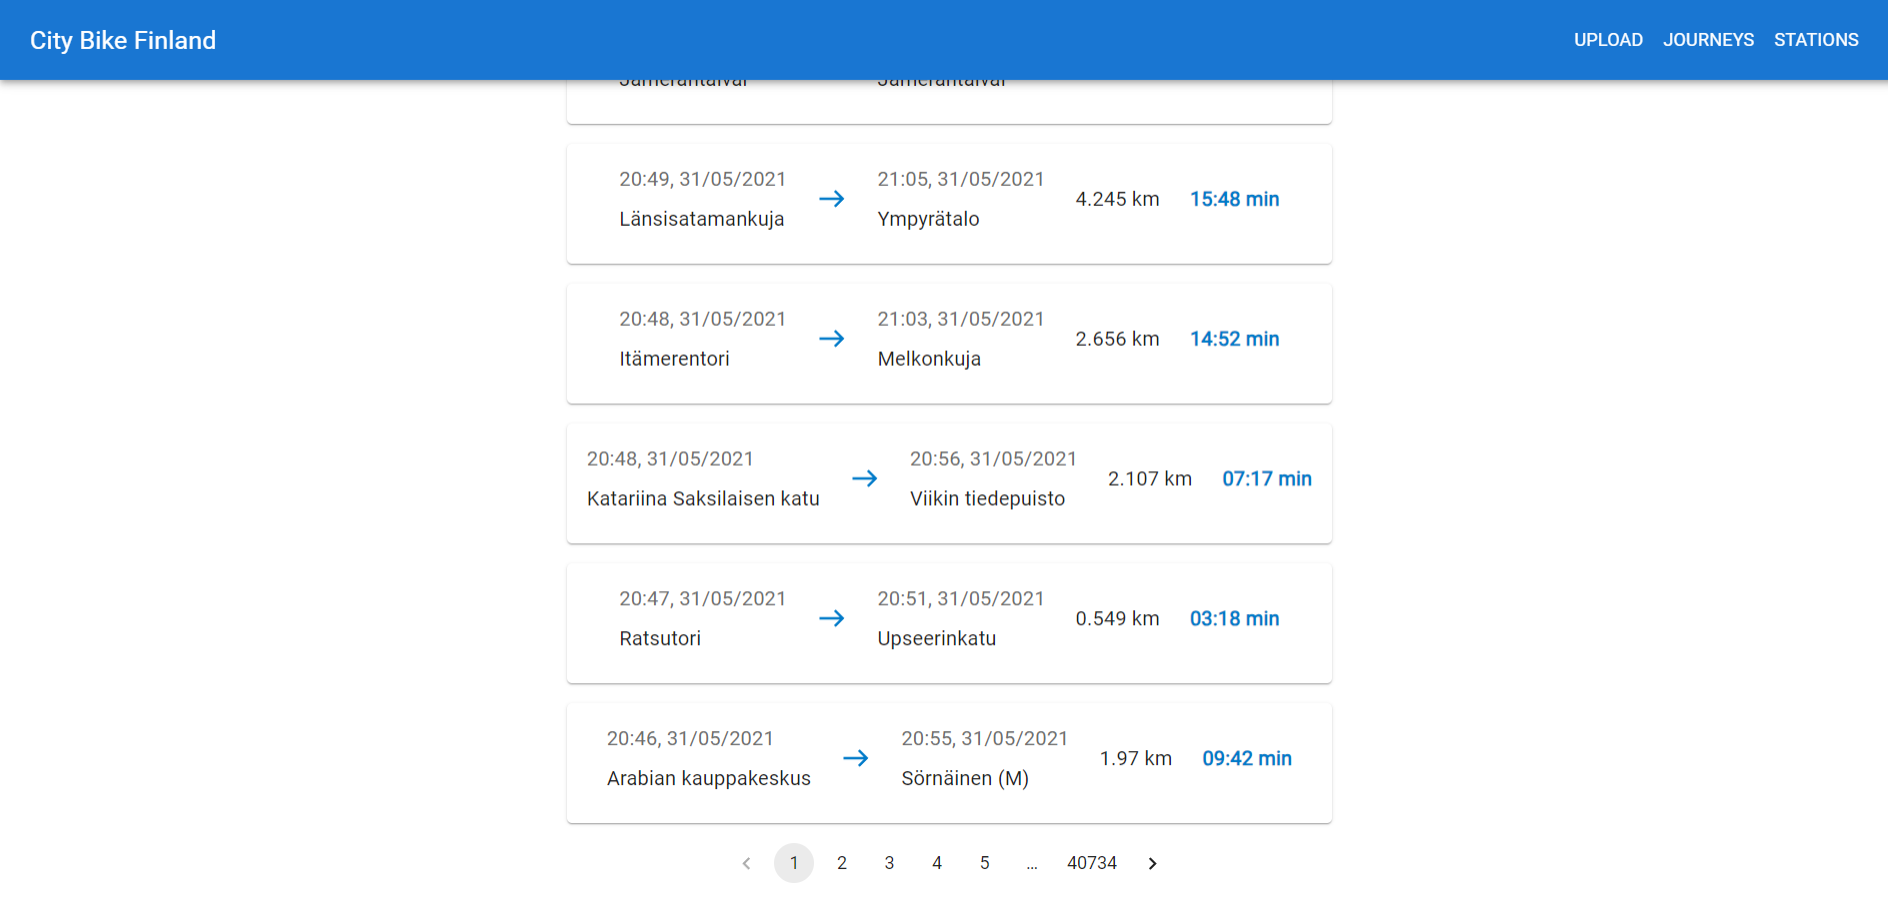 City Bike Finland
UPLOAD JOURNEYS STATIONS
Jämeräntaival Jämeräntaival
20:49, 31/05/2021
Länsisatamankuja
21:05, 31/05/2021
Ympyrätalo
4.245 km
15:48 min
20:48, 31/05/2021
Itämerentori
21:03, 31/05/2021
Melkonkuja
2.656 km
14:52 min
20:48, 31/05/2021
Katariina Saksilaisen katu
20:56, 31/05/2021
Viikin tiedepuisto
2.107 km
07:17 min
20:47, 31/05/2021
Ratsutori
20:51, 31/05/2021
Upseerinkatu
0.549 km
03:18 min
20:46, 31/05/2021
Arabian kauppakeskus
20:55, 31/05/2021
Sörnäinen (M)
1.97 km
09:42 min
1 2 3 4 5 ... 40734